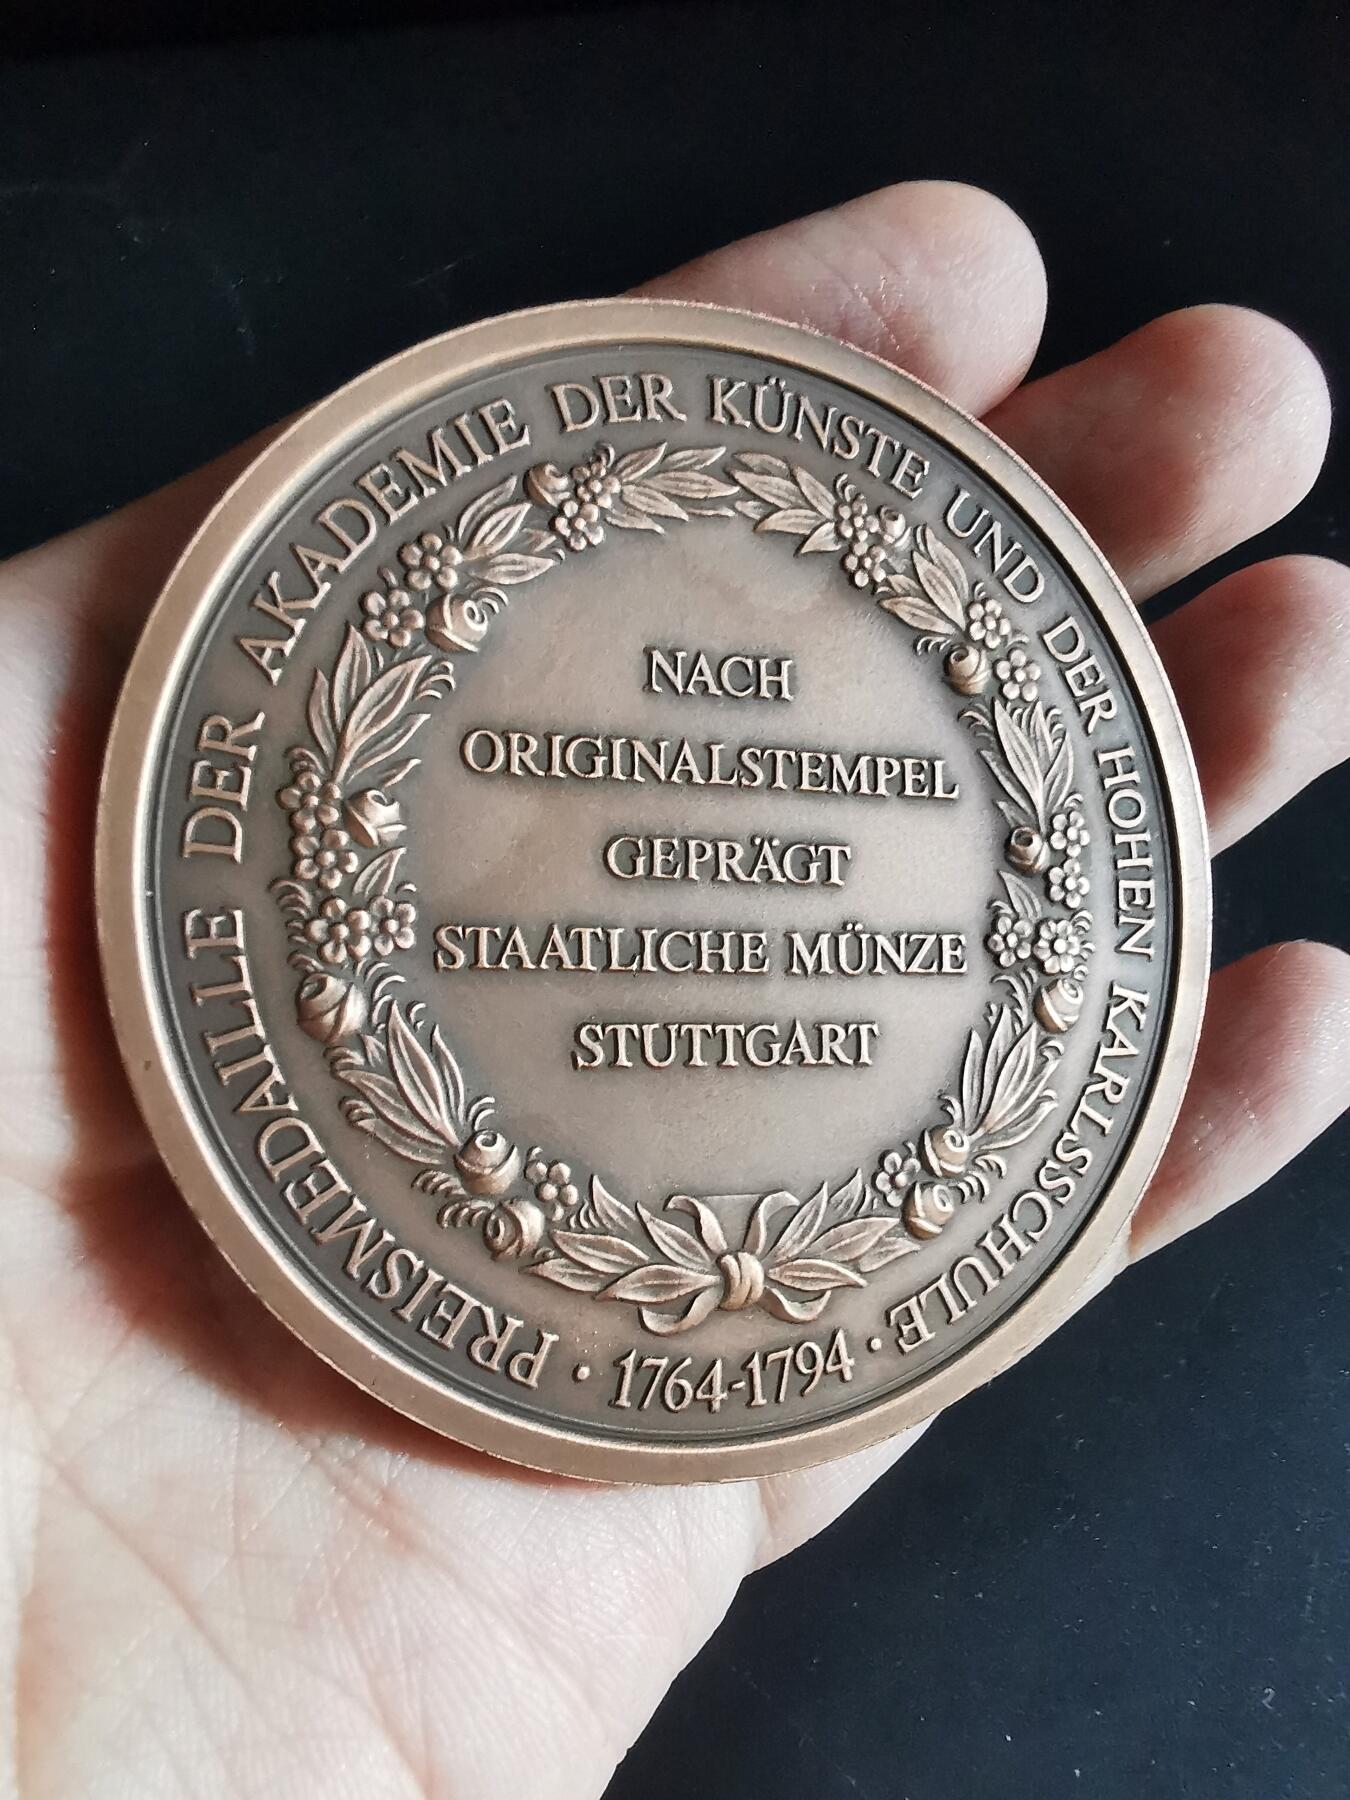 PREISMEDAILLE DER AKADEMIE DER KÜNSTE UND DER HOHEN KARLSSCHULE
· 1764-1794 ·
NACH
ORIGINALSTEMPEL
GEPRÄGT
STAATLICHE MÜNZE
STUTTGART